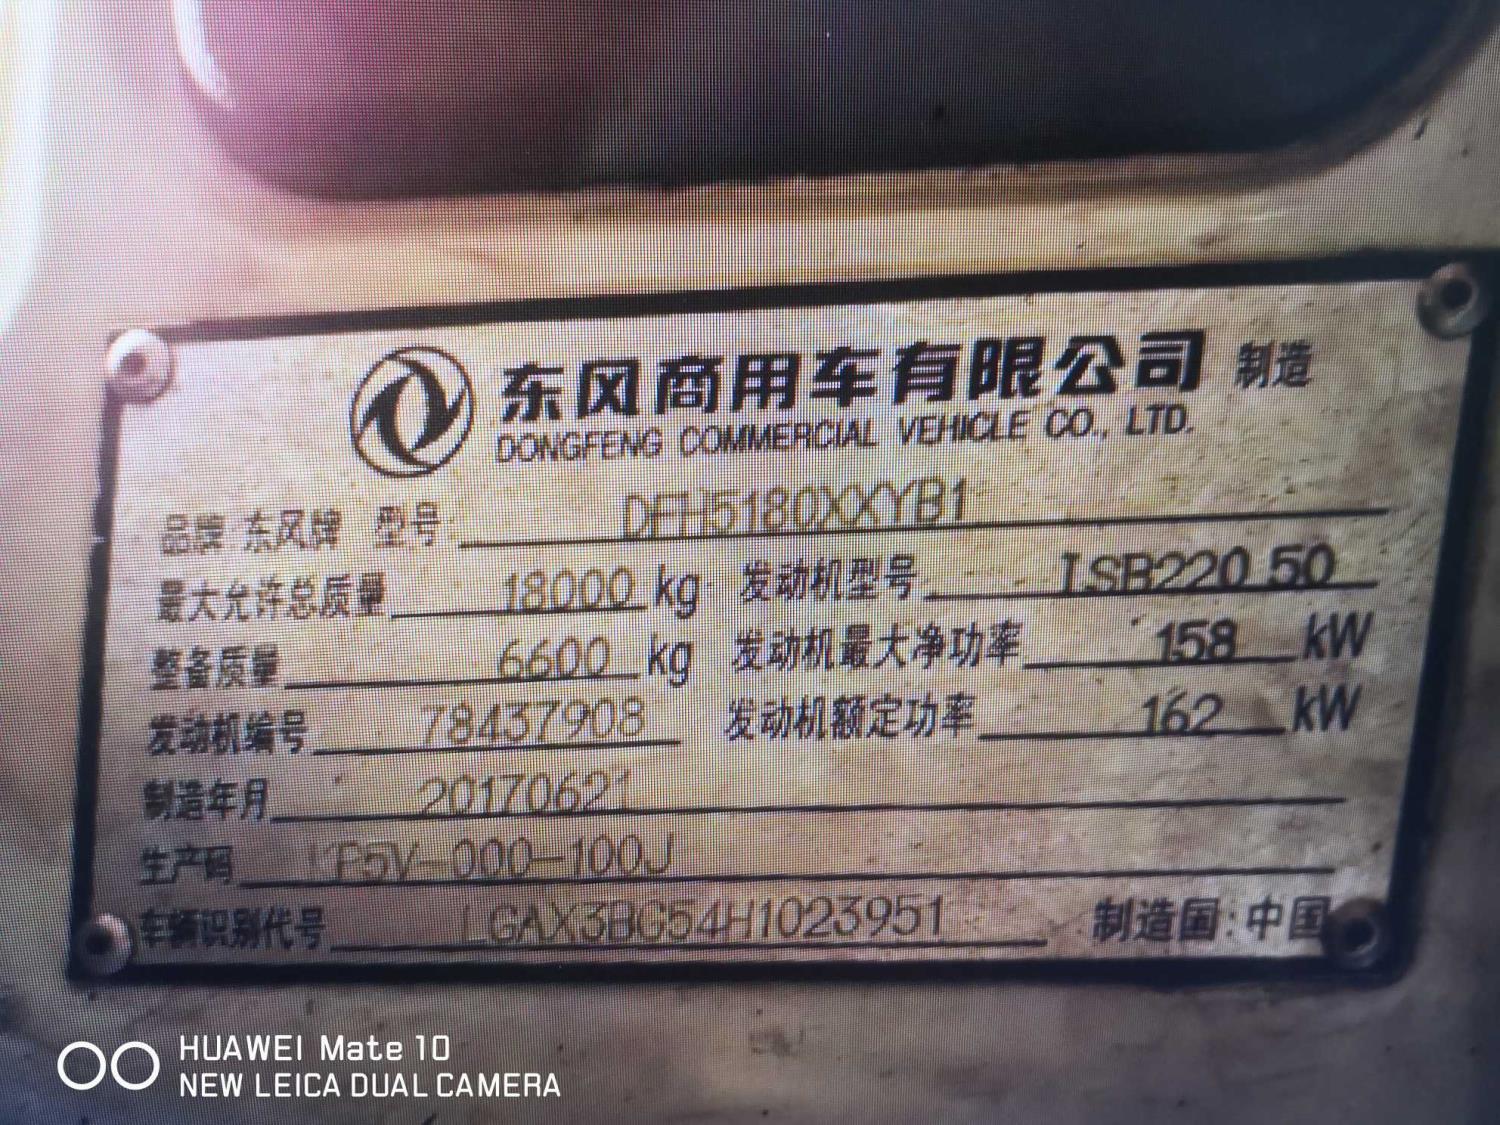 东风商用车有限公司 制造
DONGFENG COMMERCIAL VEHICLE CO., LTD.
品牌 东风牌 型号 DFH5180XXYB1
最大允许总质量 18000 kg 发动机型号 ISB220 50
整备质量 6600 kg 发动机最大净功率 158 kW
发动机编号 78437908 发动机额定功率 162 kW
制造年月 20170621
生产码 P5V-000-100J
车辆识别代号 LGAX3BG54H1023951 制造国:中国
HUAWEI Mate 10
NEW LEICA DUAL CAMERA